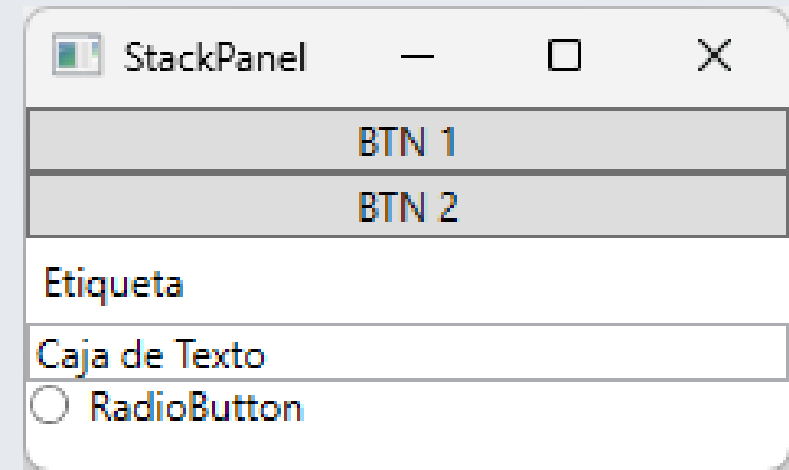 StackPanel
BTN 1
BTN 2
Etiqueta
Caja de Texto
RadioButton